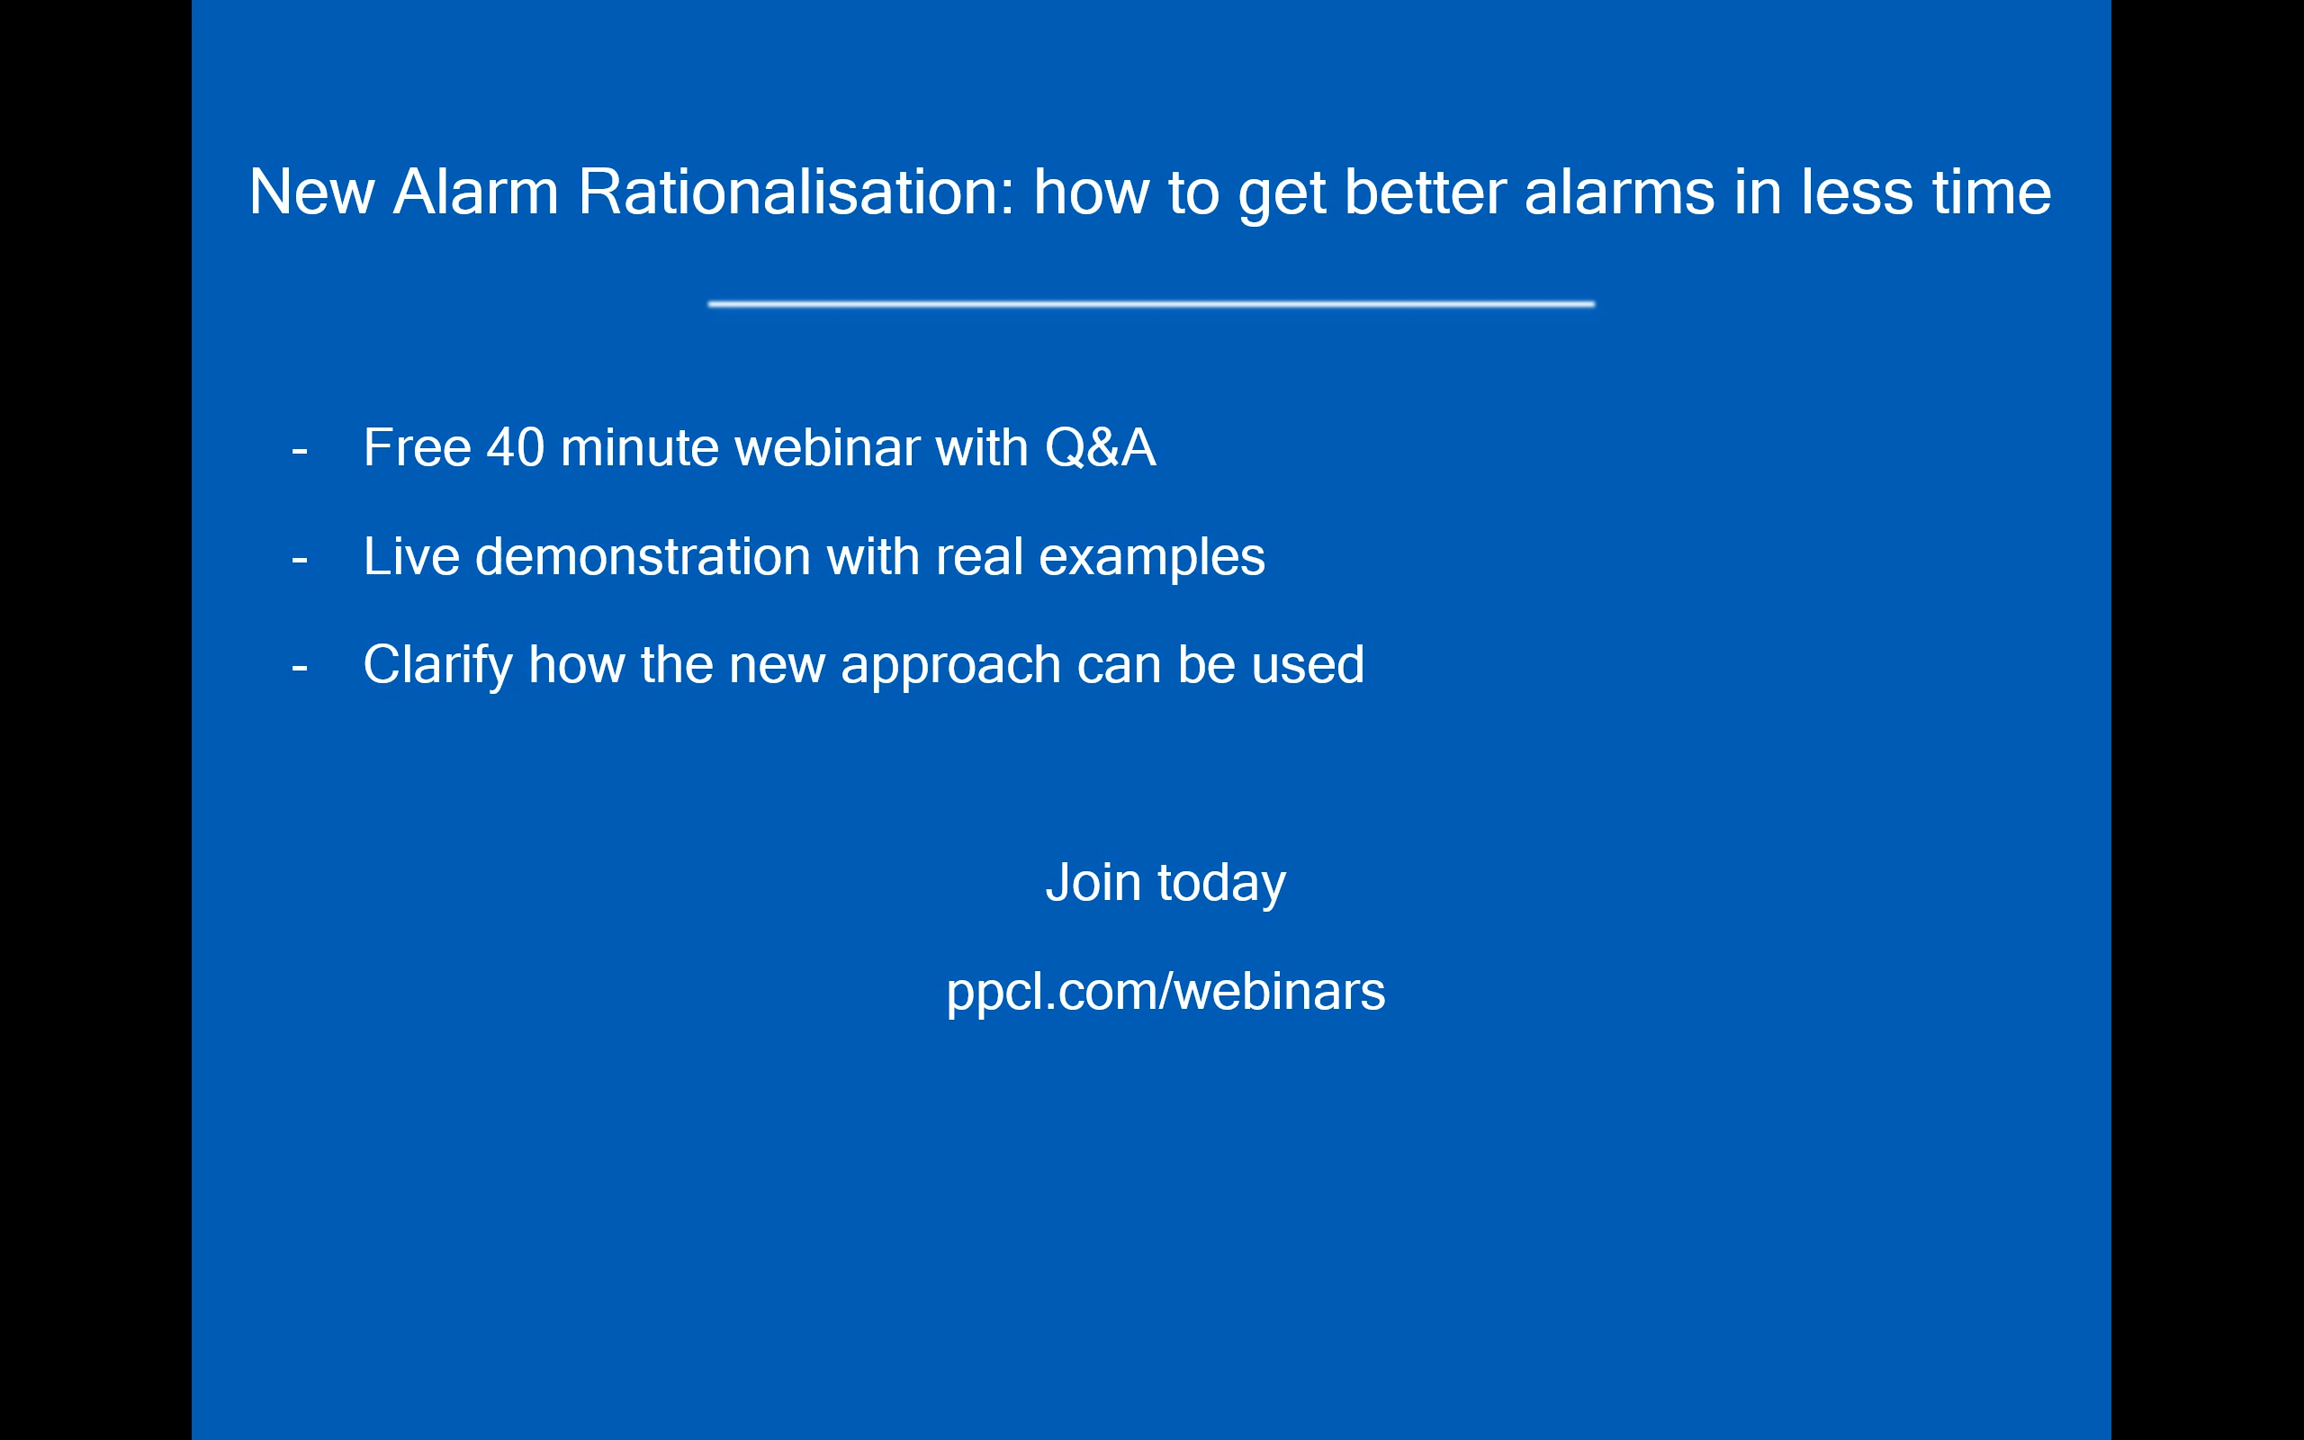 New Alarm Rationalisation: how to get better alarms in less time
- Free 40 minute webinar with Q&A
- Live demonstration with real examples
- Clarify how the new approach can be used
Join today
ppcl.com/webinars